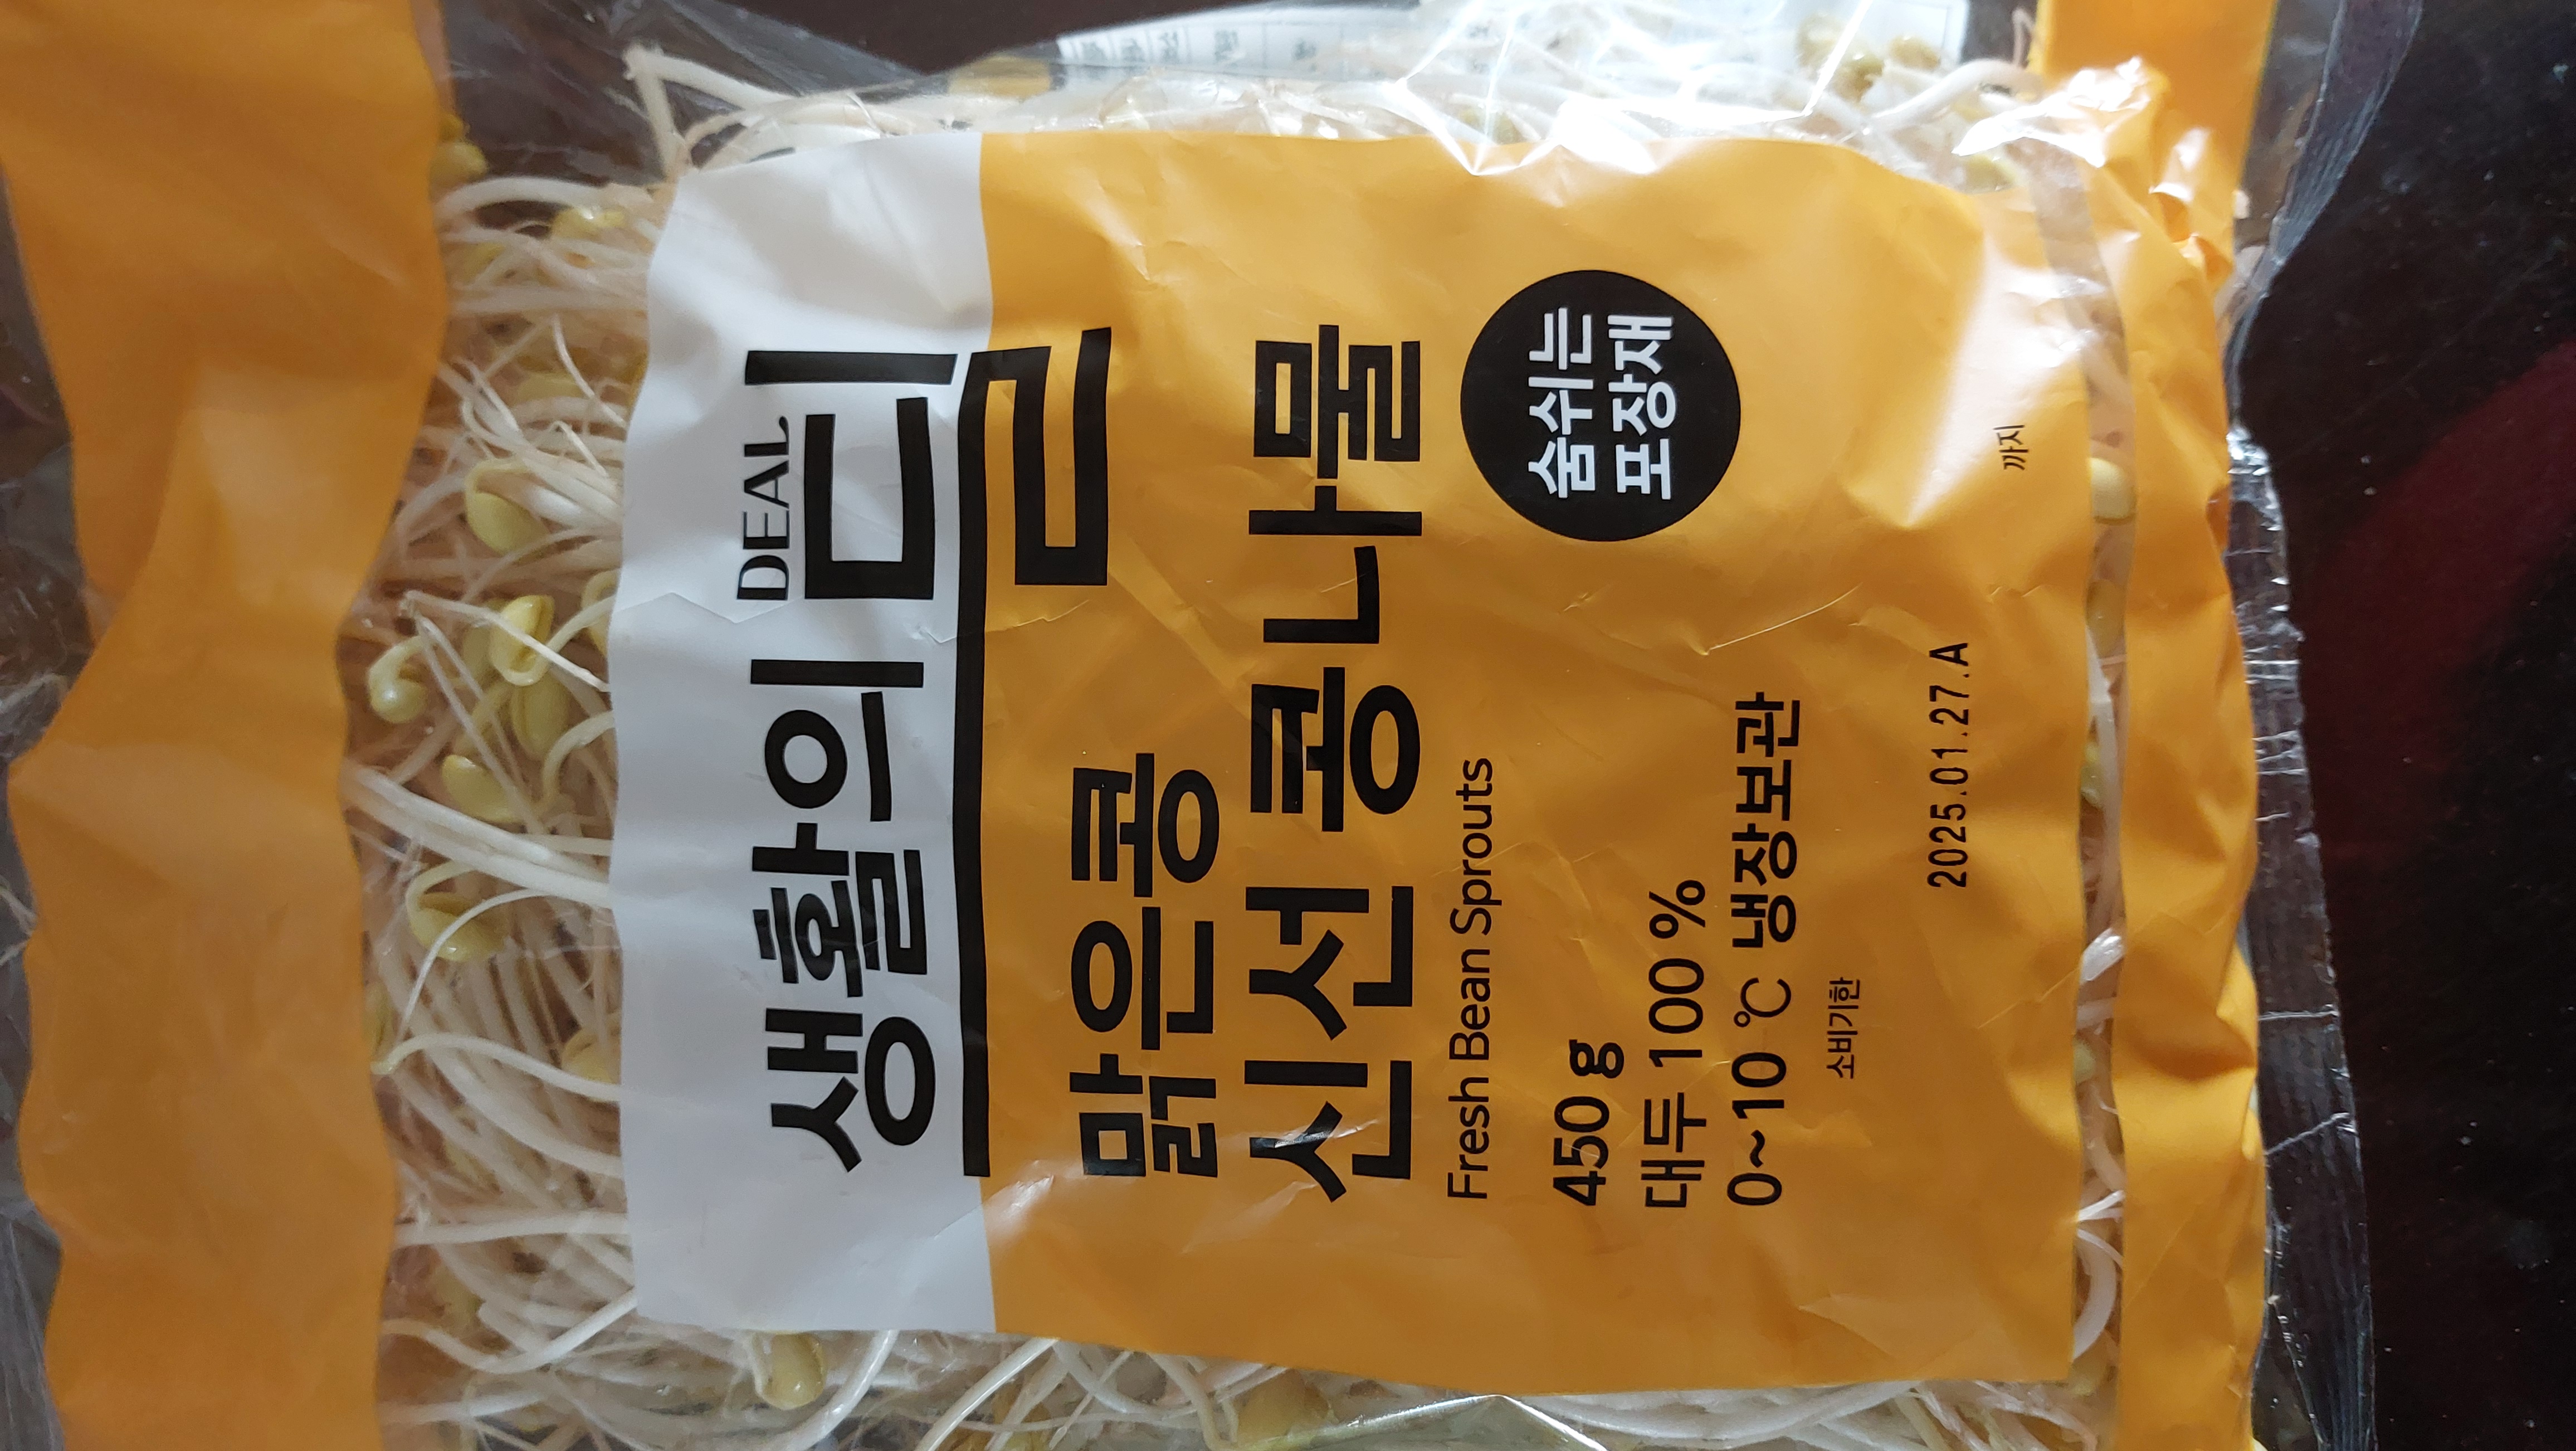 DEAL
생활의 딜
맑은콩
신선 콩나물
Fresh Bean Sprouts
숨쉬는
포장재
450 g
대두 100 %
0~10 ℃ 냉장보관
소비기한
2025.01.27.A
까지